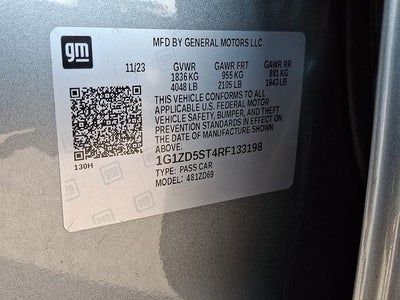 gm
MFD BY GENERAL MOTORS LLC
11/23 GVWR GAWR FRT GAWR RR
1836 KG 955 KG 881 KG
4048 LB 2105 LB 1943 LB
THIS VEHICLE CONFORMS TO ALL
APPLICABLE U.S. FEDERAL MOTOR
VEHICLE SAFETY, BUMPER, AND THEFT
PREVENTION STANDARDS IN EFFECT ON
THE DATE OF MANUFACTURE SHOWN
ABOVE.
130H
1G1ZD5ST4RF133198
TYPE: PASS CAR
MODEL: 481ZD69